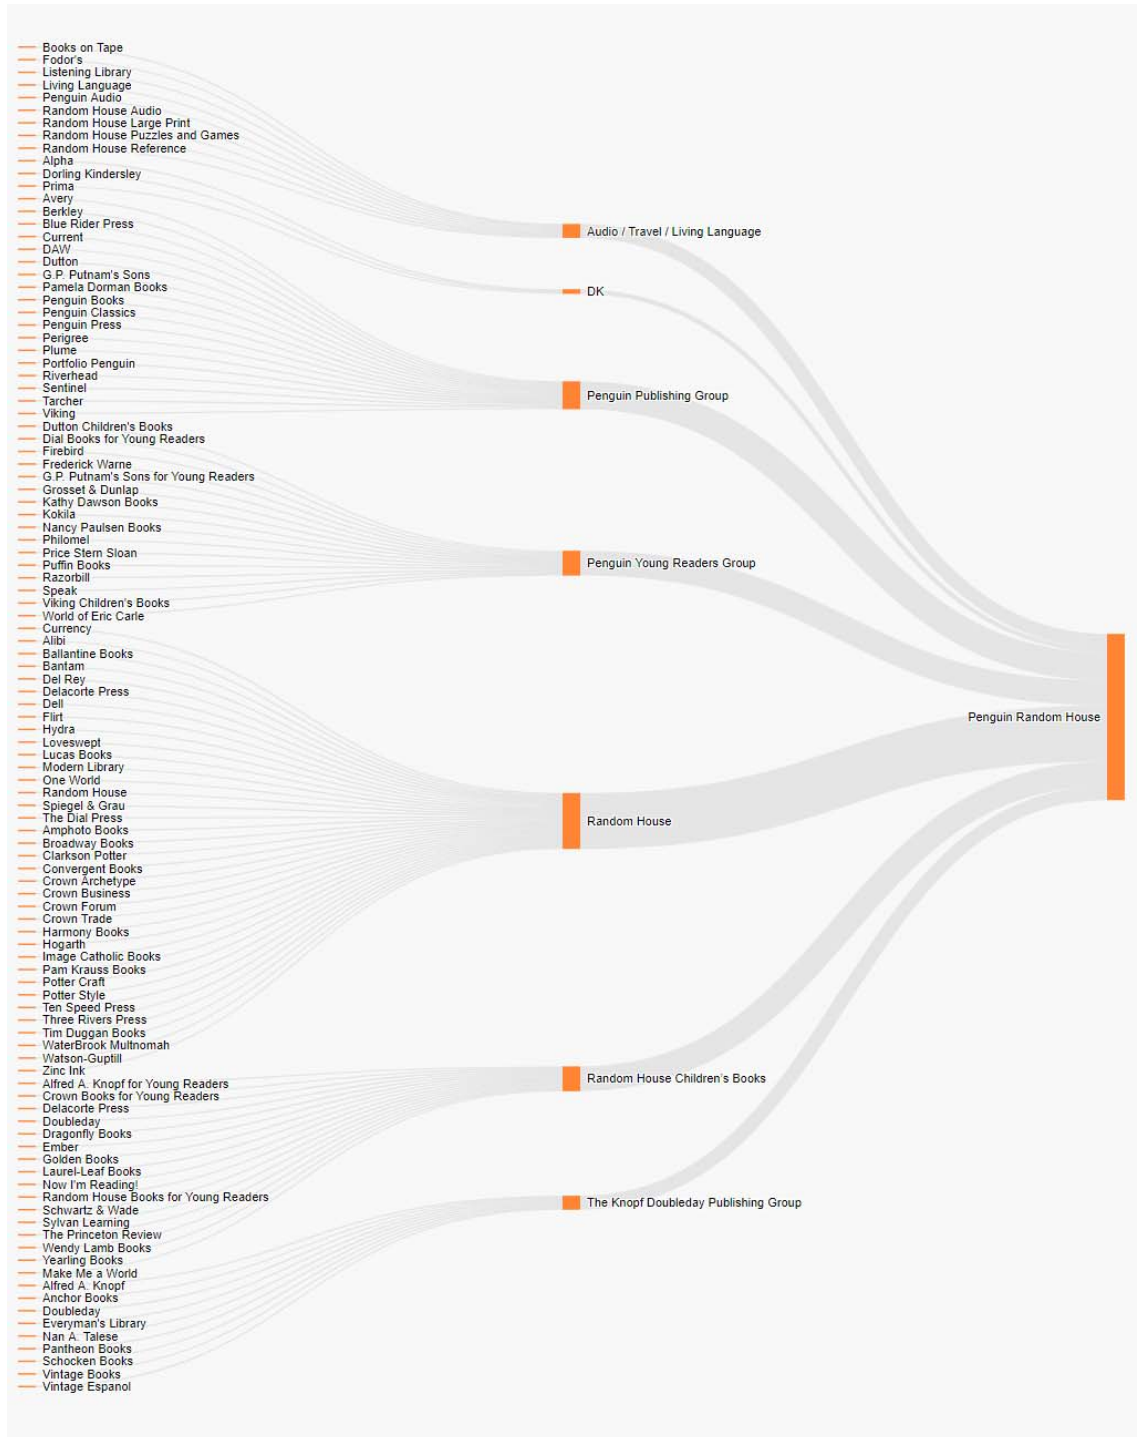 Books on Tape
Fodor's
Listening Library
Living Language
Penguin Audio
Random House Audio
Random House Large Print
Random House Puzzles and Games
Random House Reference
Alpha
Dorling Kindersley
Prima
Avery
Berkley
Blue Rider Press
Current
DAW
Dutton
G.P. Putnam's Sons
Pamela Dorman Books
Penguin Books
Penguin Classics
Penguin Press
Perigree
Plume
Portfolio Penguin
Riverhead
Sentinel
Tarcher
Viking
Dutton Children's Books
Dial Books for Young Readers
Firebird
Frederick Warne
G.P. Putnam's Sons for Young Readers
Grosset & Dunlap
Kathy Dawson Books
Kokila
Nancy Paulsen Books
Philomel
Price Stern Sloan
Puffin Books
Razorbill
Speak
Viking Children's Books
World of Eric Carle
Currency
Alibi
Ballantine Books
Bantam
Del Rey
Delacorte Press
Dell
Flirt
Hydra
Loveswept
Lucas Books
Modern Library
One World
Random House
Spiegel & Grau
The Dial Press
Amphoto Books
Broadway Books
Clarkson Potter
Convergent Books
Crown Archetype
Crown Business
Crown Forum
Crown Trade
Harmony Books
Hogarth
Image Catholic Books
Pam Krauss Books
Potter Craft
Potter Style
Ten Speed Press
Three Rivers Press
Tim Duggan Books
WaterBrook Multnomah
Watson-Guptill
Zinc Ink
Alfred A. Knopf for Young Readers
Crown Books for Young Readers
Delacorte Press
Doubleday
Dragonfly Books
Ember
Golden Books
Laurel-Leaf Books
Now I'm Reading!
Random House Books for Young Readers
Schwartz & Wade
Sylvan Learning
The Princeton Review
Wendy Lamb Books
Yearling Books
Make Me a World
Alfred A. Knopf
Anchor Books
Doubleday
Everyman's Library
Nan A. Talese
Pantheon Books
Schocken Books
Vintage Books
Vintage Espanol
Audio / Travel / Living Language
DK
Penguin Publishing Group
Penguin Young Readers Group
Random House
Random House Children's Books
The Knopf Doubleday Publishing Group
Penguin Random House